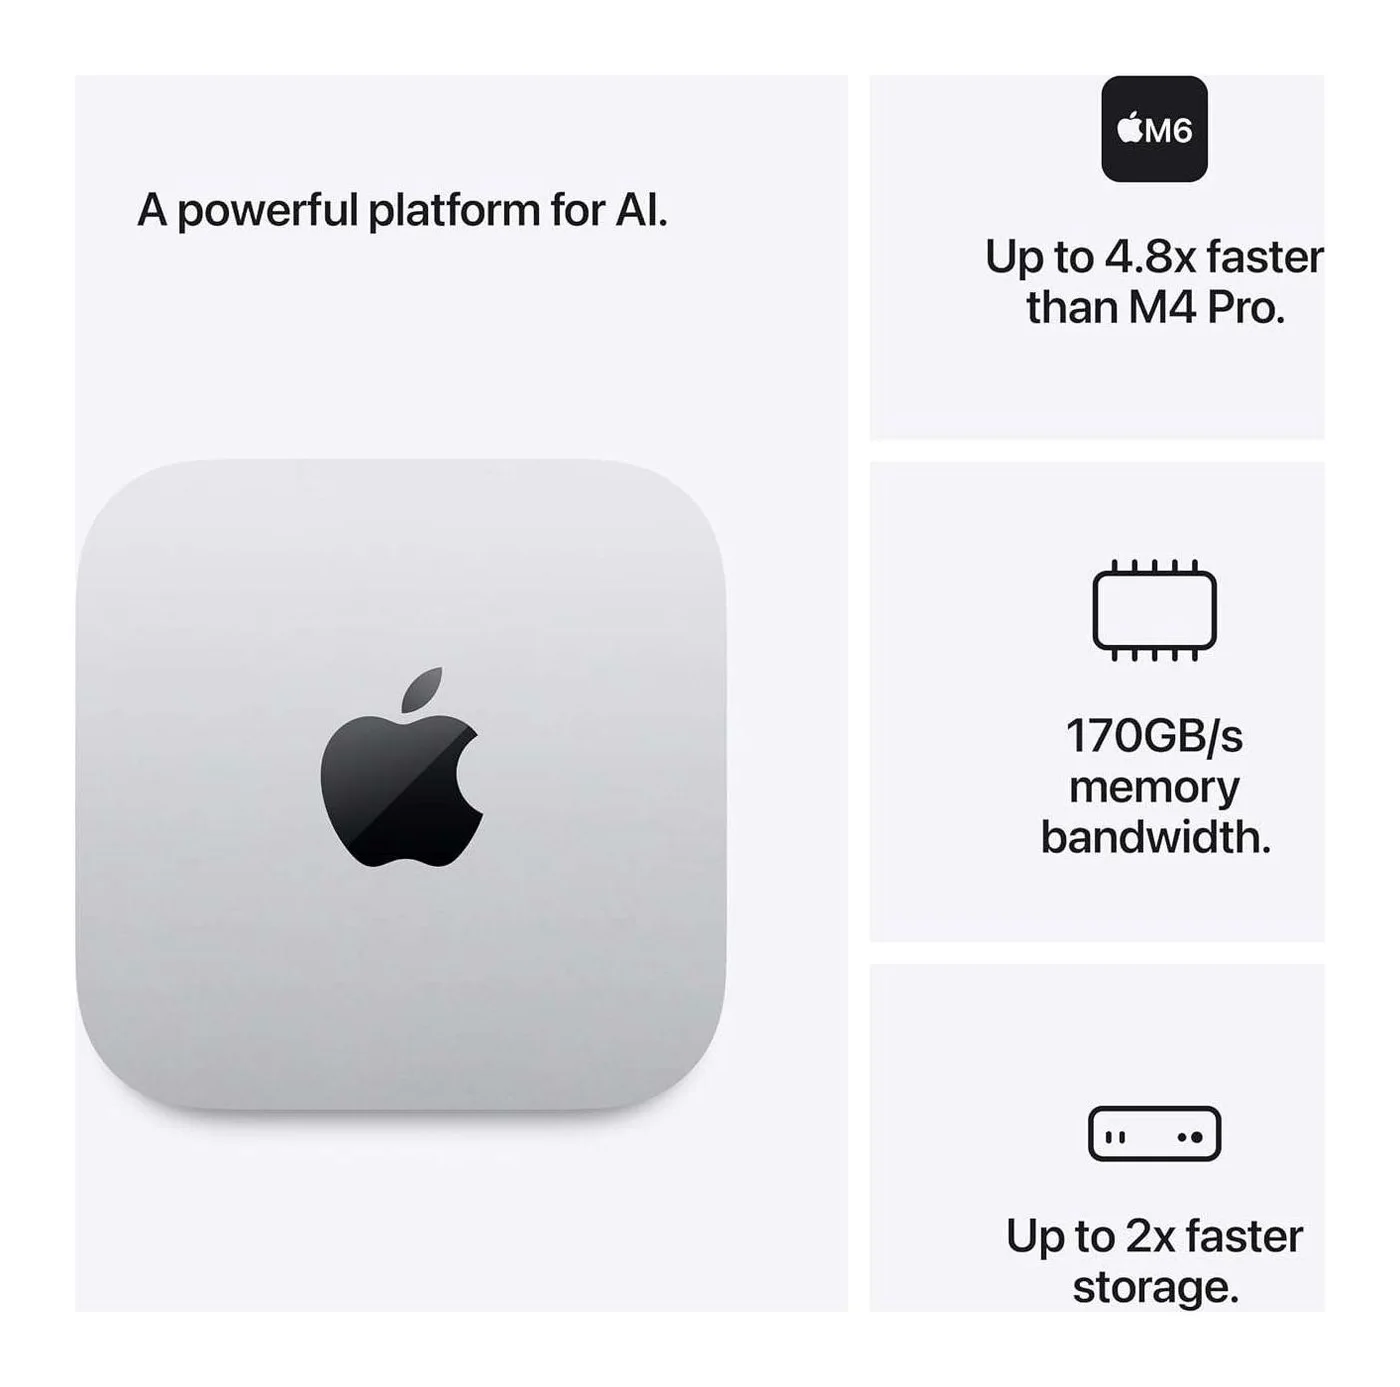 A powerful platform for AI.
M6
Up to 4.8x faster
than M4 Pro.
170GB/s
memory
bandwidth.
Up to 2x faster
storage.